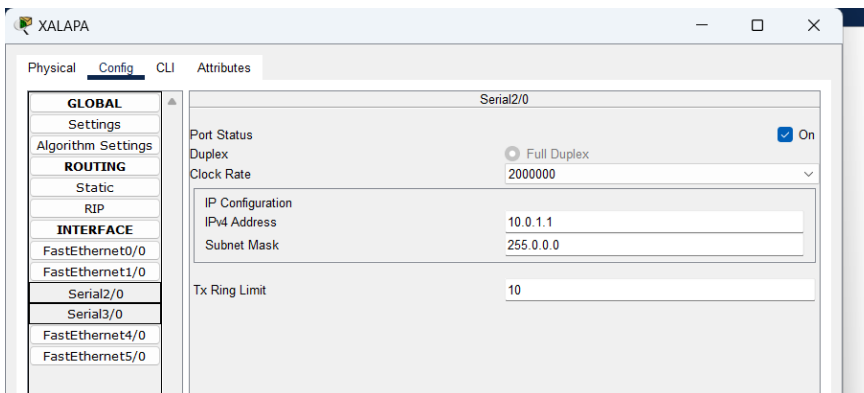 XALAPA
Physical Config CLI Attributes
GLOBAL
Settings
Algorithm Settings
ROUTING
Static
RIP
INTERFACE
FastEthernet0/0
FastEthernet1/0
Serial2/0
Serial3/0
FastEthernet4/0
FastEthernet5/0
Serial2/0
Port Status On
Duplex Full Duplex
Clock Rate 2000000
IP Configuration
IPv4 Address 10.0.1.1
Subnet Mask 255.0.0.0
Tx Ring Limit 10